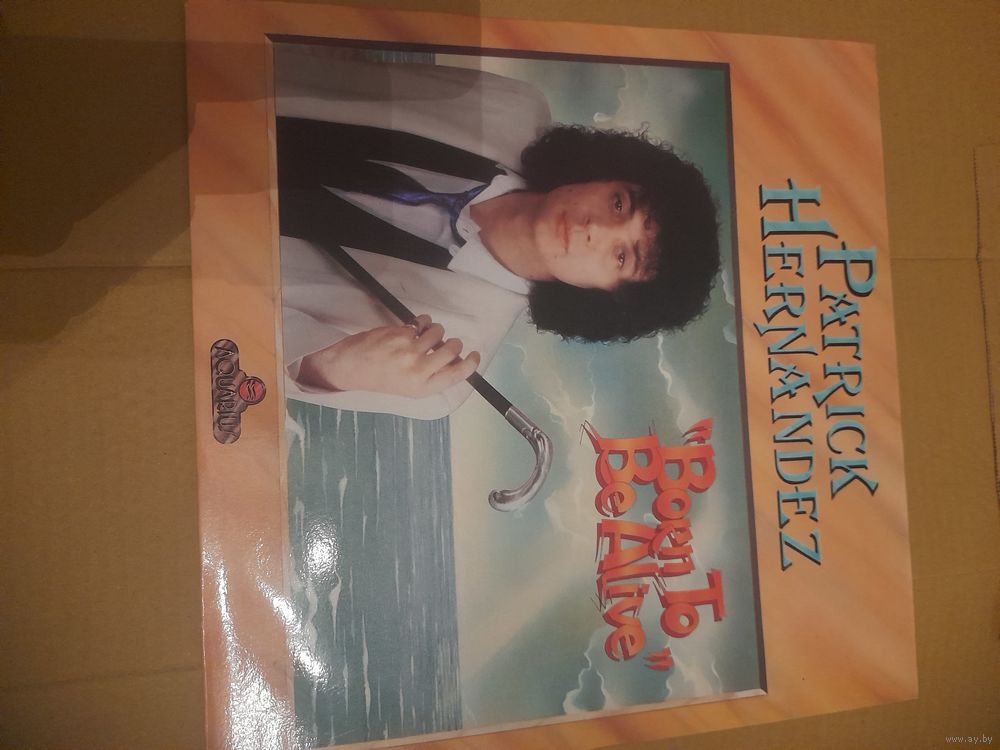 PATRICK
HERNANDEZ
"Born To
Be Alive"
AQUARIUS
www.ay.by